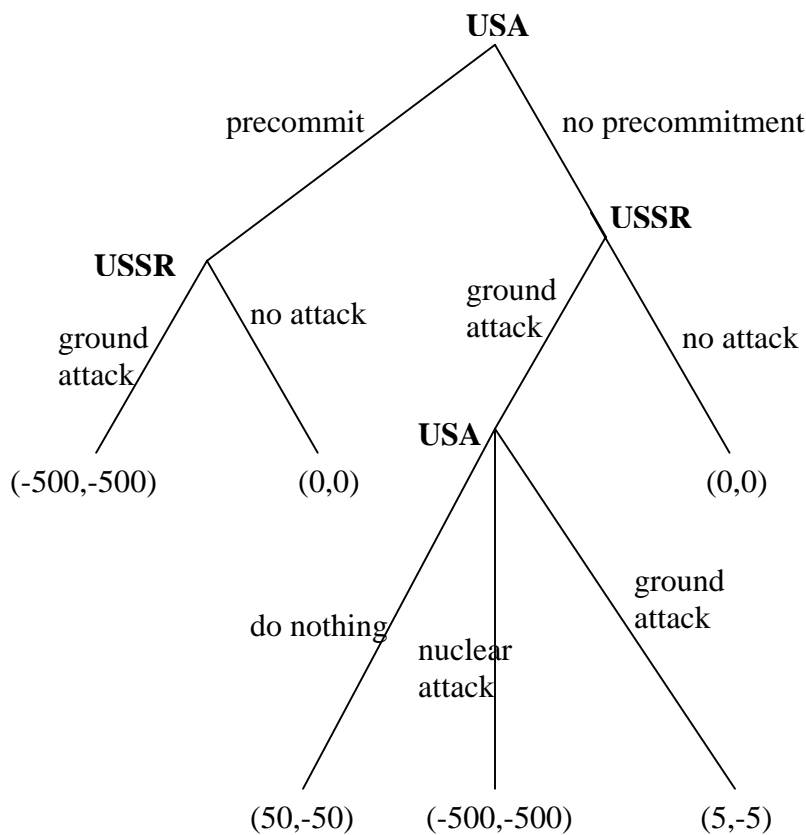 USA
precommit
no precommitment
USSR
USSR
ground
attack
no attack
ground
attack
no attack
USA
(-500,-500)
(0,0)
(0,0)
do nothing
nuclear
attack
ground
attack
(50,-50)
(-500,-500)
(5,-5)